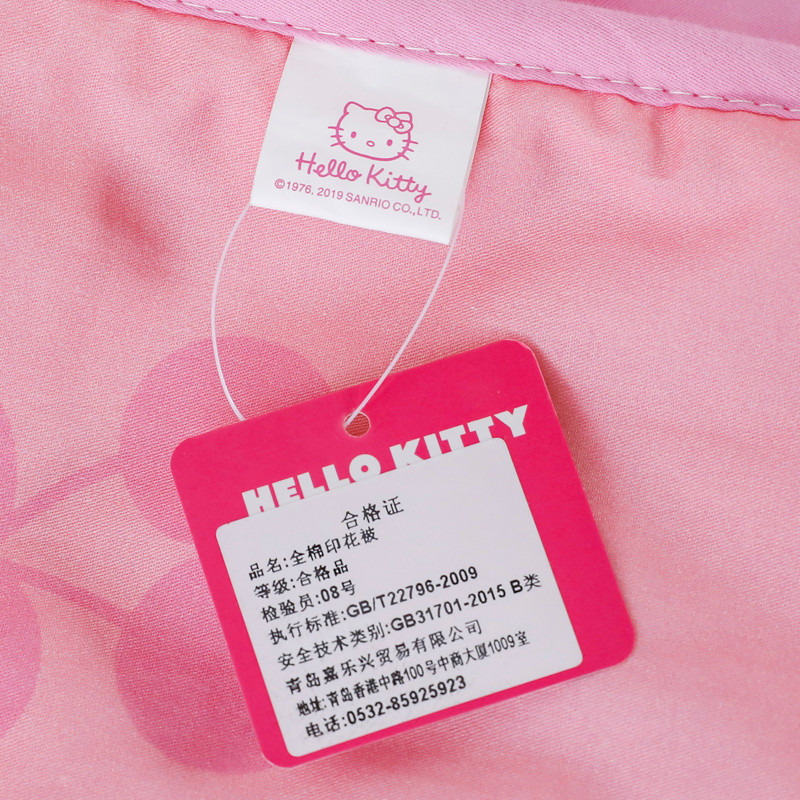 Hello Kitty
©1976, 2019 SANRIO CO.,LTD.
HELLO KITTY
合格证
品名:全棉印花被
等级:合格品
检验员:08号
执行标准:GB/T22796-2009
安全技术类别:GB31701-2015 B类
青岛嘉乐兴贸易有限公司
地址:青岛香港中路100号中商大厦1009室
电话:0532-85925923